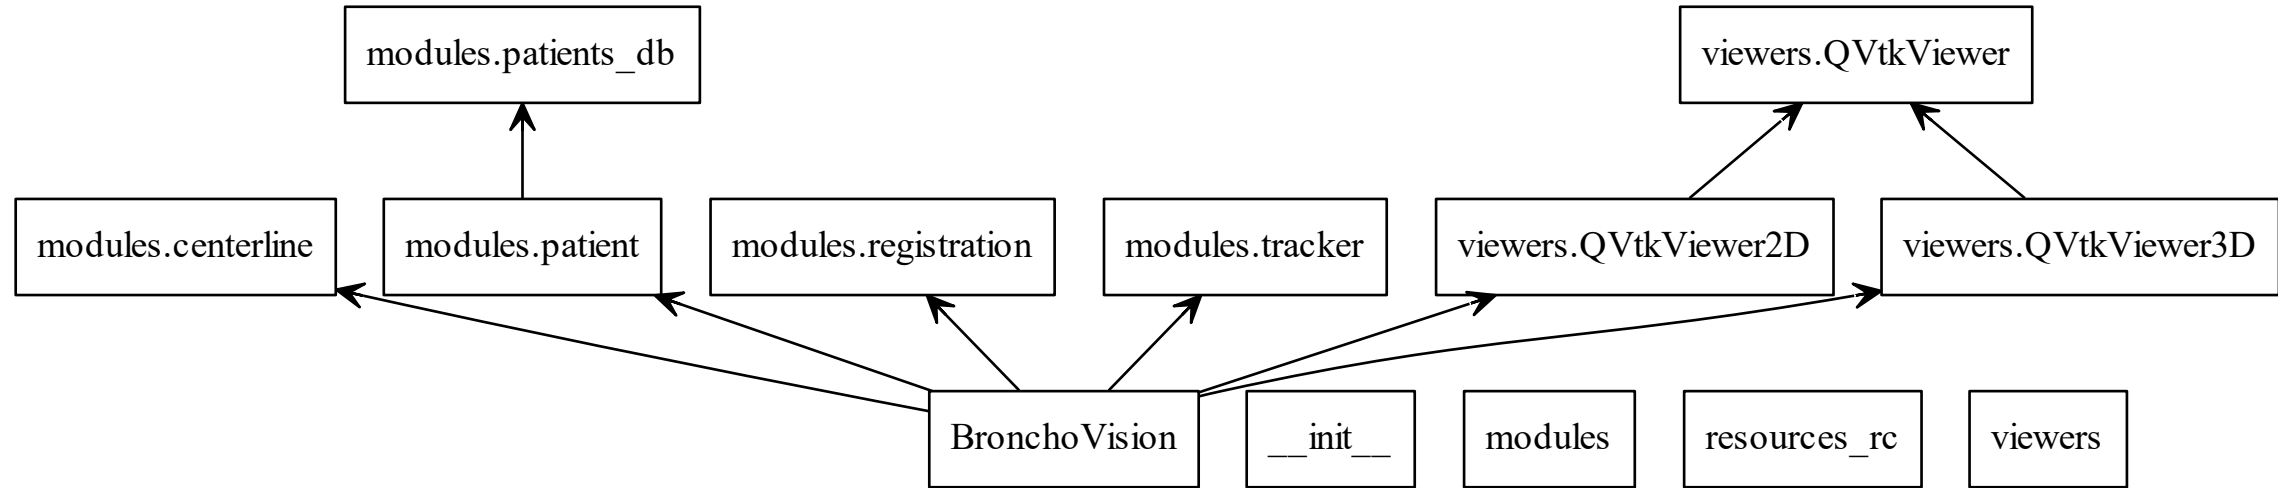 modules.patients_db
viewers.QVtkViewer
modules.centerline
modules.patient
modules.registration
modules.tracker
viewers.QVtkViewer2D
viewers.QVtkViewer3D
BronchoVision
__init__
modules
resources_rc
viewers